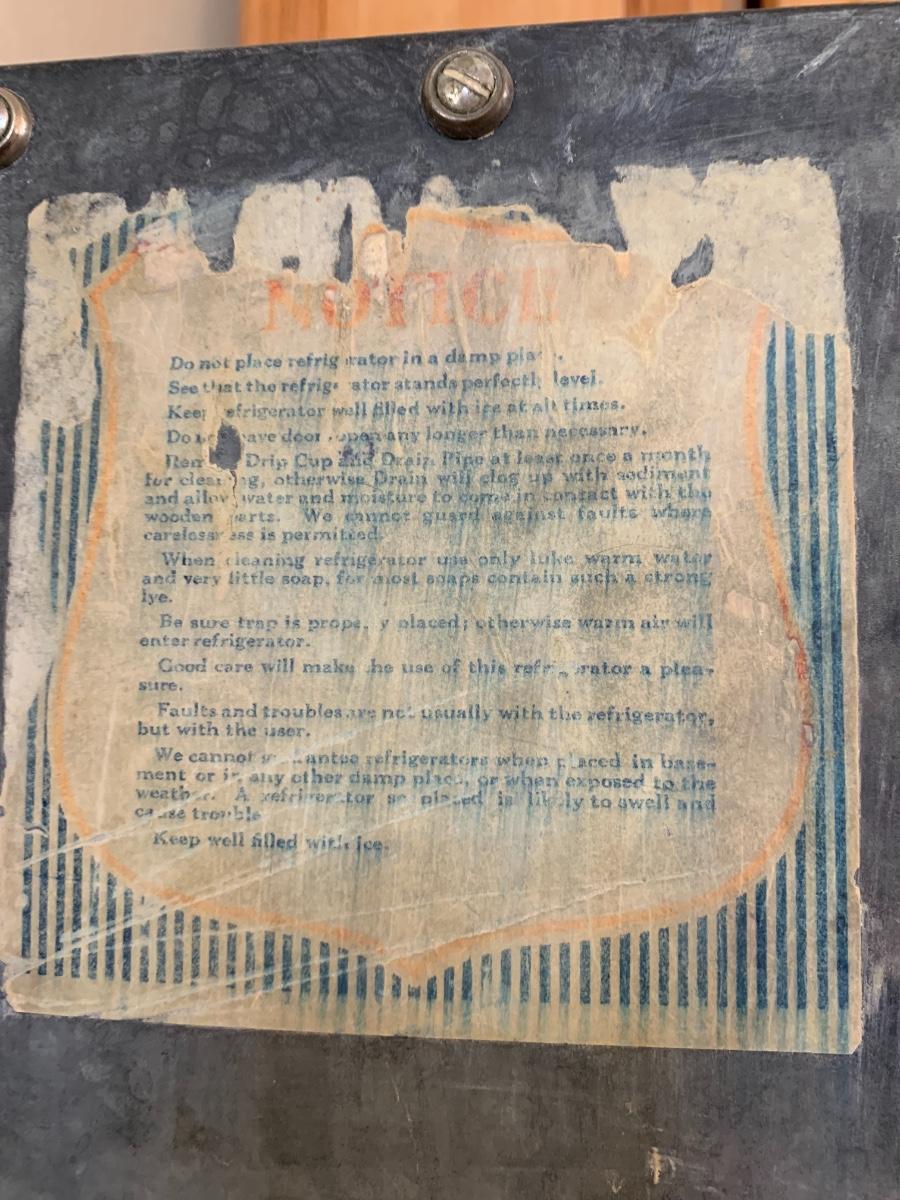 NOTICE
Do not place refrigerator in a damp place.
See that the refrigerator stands perfectly level.
Keep refrigerator well filled with ice at all times.
Do not leave door open any longer than necessary.
Drip Cup and Drain Pipe at least once a month
for cleaning, otherwise Drain will clog up with sediment
and allow water and moisture to come in contact with the
wooden parts. We cannot guard against faults where
carelessness is permitted.
When cleaning refrigerator use only luke warm water
and very little soap, for most soaps contain such a strong
lye.
Be sure trap is properly placed; otherwise warm air will
enter refrigerator.
Good care will make the use of this refrigerator a plea-
sure.
Faults and troubles are not usually with the refrigerator,
but with the user.
We cannot guarantee refrigerators when placed in base-
ment or in any other damp place, or when exposed to the
weather. A refrigerator so placed is likely to swell and
cause trouble
Keep well filled with ice.